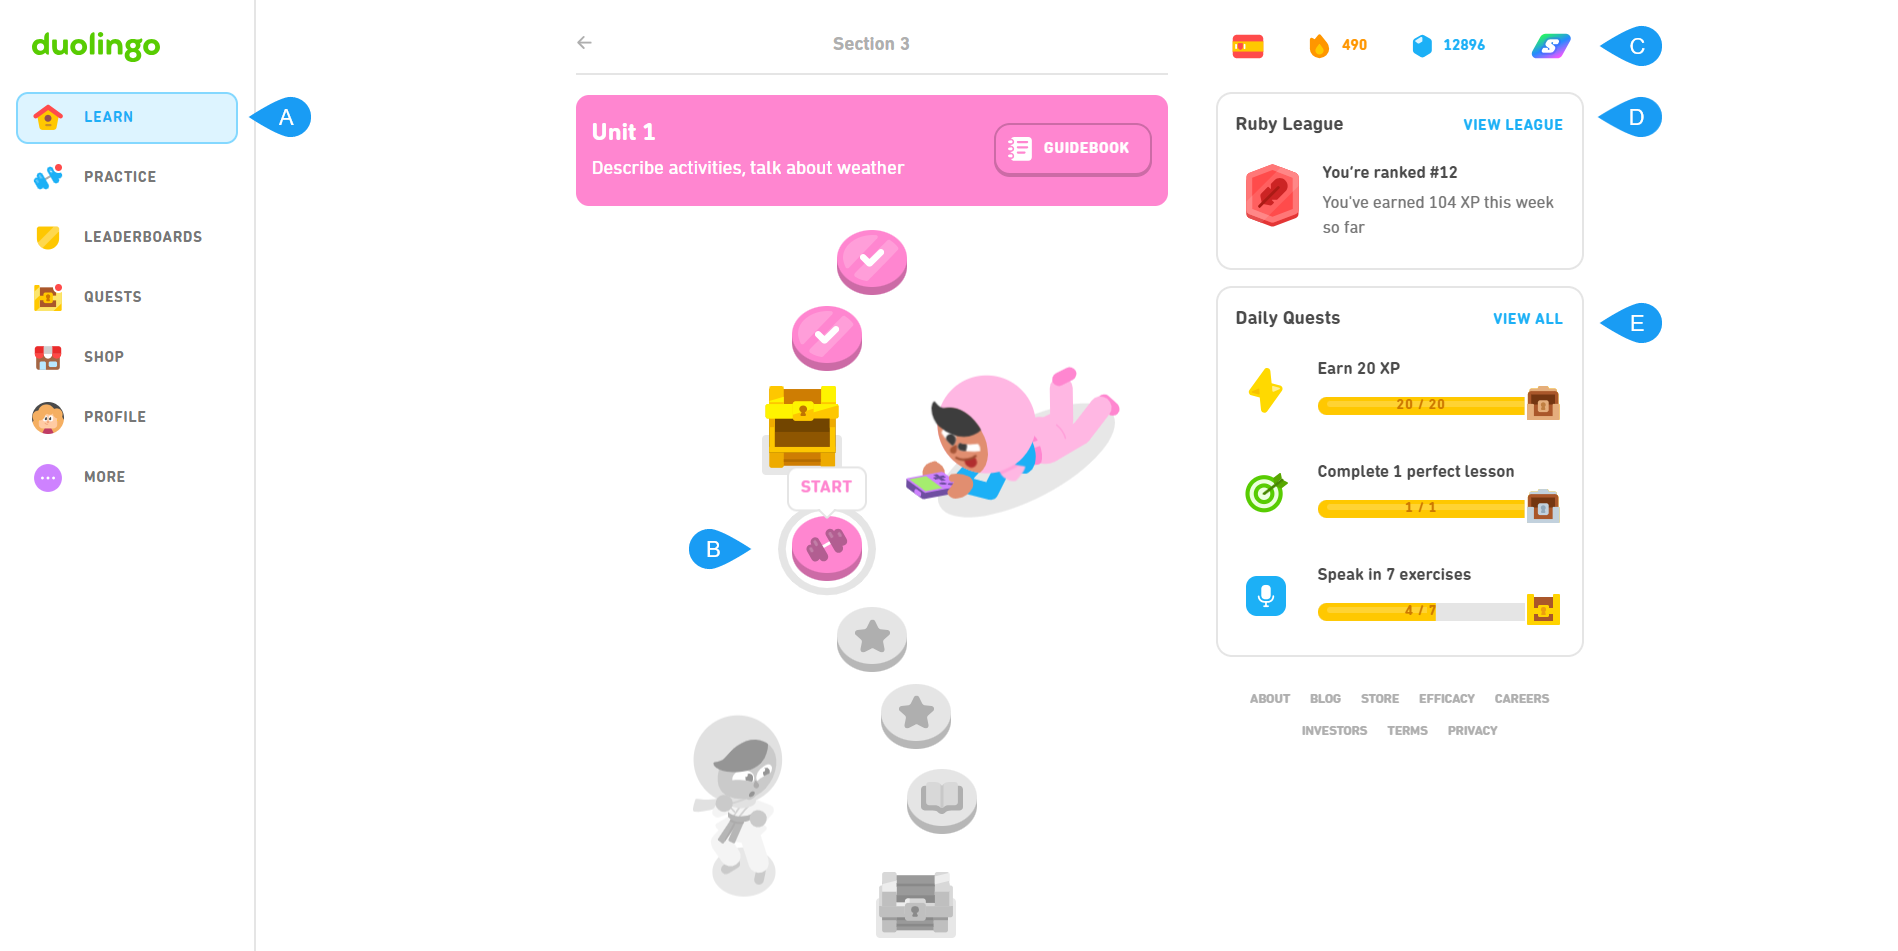 duolingo
LEARN
A
PRACTICE
LEADERBOARDS
QUESTS
SHOP
PROFILE
MORE
Section 3
Unit 1
Describe activities, talk about weather
GUIDEBOOK
START
B
490
12896
S
C
Ruby League
VIEW LEAGUE
D
You're ranked #12
You've earned 104 XP this week
so far
Daily Quests
VIEW ALL
E
Earn 20 XP
20 / 20
Complete 1 perfect lesson
1 / 1
Speak in 7 exercises
4 / 7
ABOUT BLOG STORE EFFICACY CAREERS
INVESTORS TERMS PRIVACY